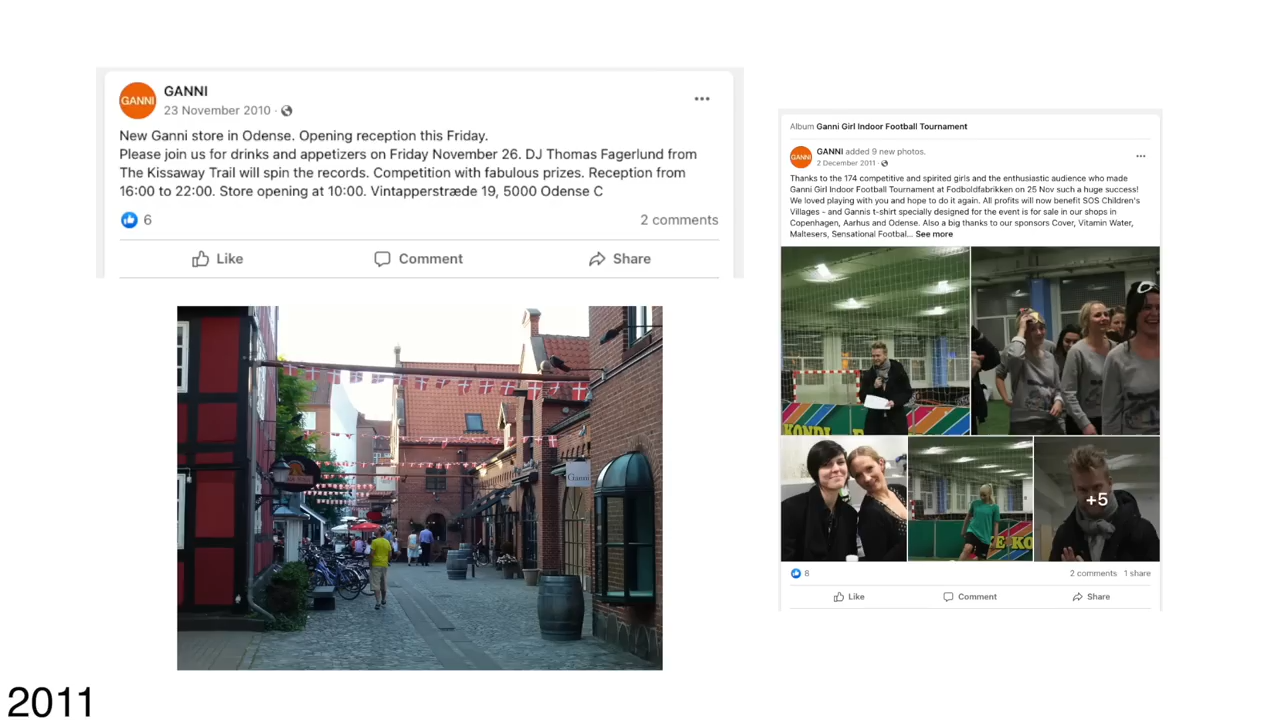 GANNI
GANNI
23 November 2010 ·
New Ganni store in Odense. Opening reception this Friday.
Please join us for drinks and appetizers on Friday November 26. DJ Thomas Fagerlund from
The Kissaway Trail will spin the records. Competition with fabulous prizes. Reception from
16:00 to 22:00. Store opening at 10:00. Vintapperstræde 19, 5000 Odense C
6
2 comments
Like
Comment
Share
Ganni
Album Ganni Girl Indoor Football Tournament
GANNI
GANNI added 9 new photos.
2 December 2011 ·
Thanks to the 174 competitive and spirited girls and the enthusiastic audience who made
Ganni Girl Indoor Football Tournament at Fodboldfabrikken on 25 Nov such a huge success!
We loved playing with you and hope to do it again. All profits will now benefit SOS Children's
Villages - and Gannis t-shirt specially designed for the event is for sale in our shops in
Copenhagen, Aarhus and Odense. Also a big thanks to our sponsors Cover, Vitamin Water,
Maltesers, Sensational Footbal... See more
+5
8
2 comments 1 share
Like
Comment
Share
2011